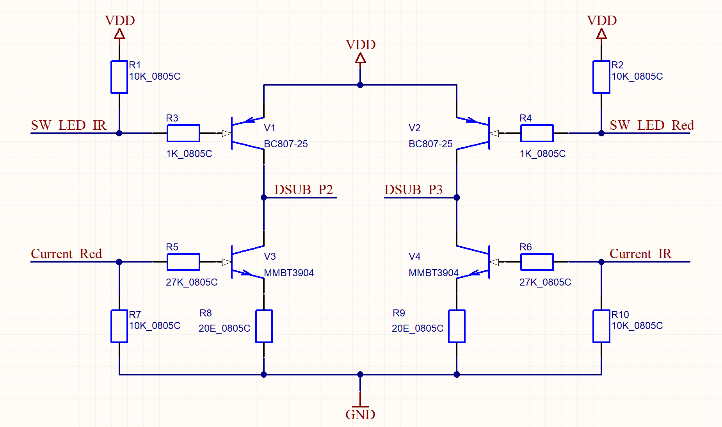 VDD
VDD
VDD
R1
10K_0805C
R2
10K_0805C
SW_LED_IR
R3
1K_0805C
V1
BC807-25
V2
BC807-25
R4
1K_0805C
SW_LED_Red
DSUB_P2
DSUB_P3
Current_Red
R5
27K_0805C
V3
MMBT3904
V4
MMBT3904
R6
27K_0805C
Current_IR
R7
10K_0805C
R8
20E_0805C
R9
20E_0805C
R10
10K_0805C
GND